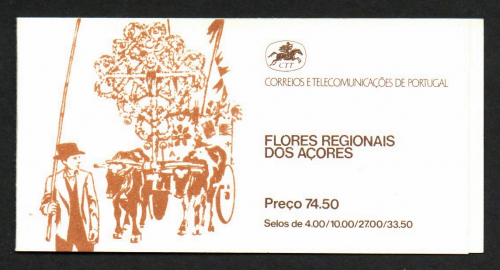 CTT
CORREIOS E TELECOMUNICAÇÕES DE PORTUGAL
FLORES REGIONAIS
DOS AÇORES
Preço 74.50
Selos de 4.00/10.00/27.00/33.50